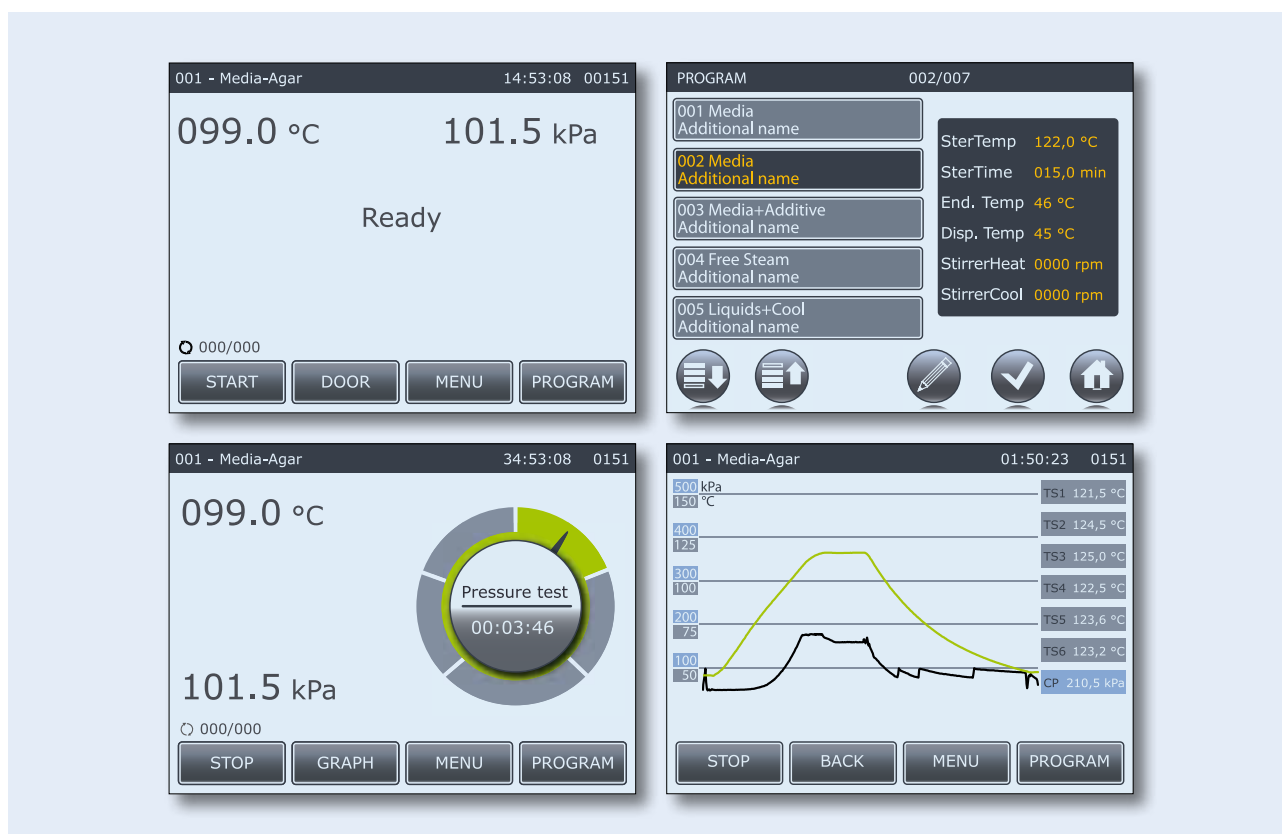 001 - Media-Agar 14:53:08 00151
099.0 °C 101.5 kPa
Ready
000/000
START DOOR MENU PROGRAM
PROGRAM 002/007
001 Media
Additional name
002 Media
Additional name
003 Media+Additive
Additional name
004 Free Steam
Additional name
005 Liquids+Cool
Additional name
SterTemp 122,0 °C
SterTime 015,0 min
End. Temp 46 °C
Disp. Temp 45 °C
StirrerHeat 0000 rpm
StirrerCool 0000 rpm
001 - Media-Agar 34:53:08 0151
099.0 °C
Pressure test
00:03:46
101.5 kPa
000/000
STOP GRAPH MENU PROGRAM
001 - Media-Agar 01:50:23 0151
500 kPa
150 °C
400
125
300
100
200
75
100
50
TS1 121,5 °C
TS2 124,5 °C
TS3 125,0 °C
TS4 122,5 °C
TS5 123,6 °C
TS6 123,2 °C
CP 210,5 kPa
STOP BACK MENU PROGRAM